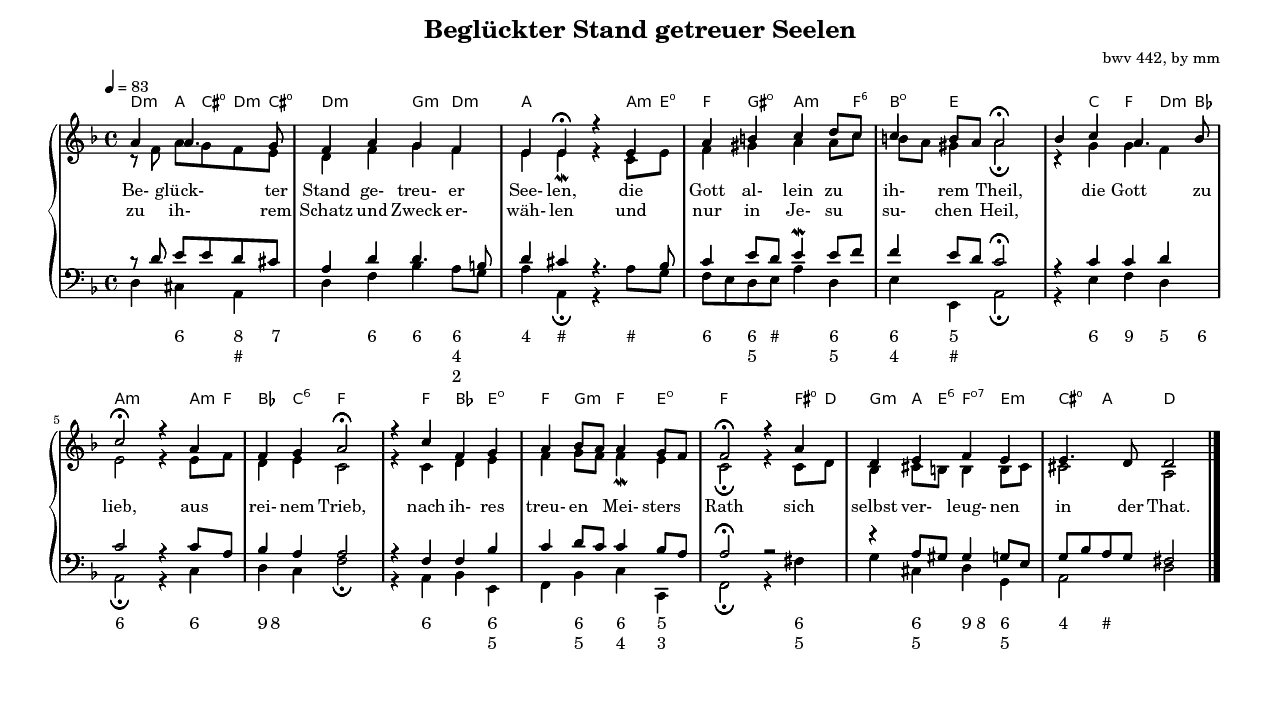 Beglückter Stand getreuer Seelen
bwv 442, by mm
= 83
Dm A C♯o Dm C♯o Dm Gm Dm A Am Eo F G♯o Am F6 Bo E C F Dm B♭
Be- glück- ter Stand ge- treu- er See- len, die Gott al- lein zu ih- rem Theil, die Gott zu
zu ih- rem Schatz und Zweck er- wäh- len und nur in Je- su su- chen Heil,
6 8 7 6 6 6 4 # # 6 6 # 6 6 5 6 9 5 6
# 4 5 5 4 #
2
5
Am Am F B♭ C6 F F B♭ Eo F Gm F Eo F F♯o D Gm A E6 Fo7 Em C♯o A D
lieb, aus rei- nem Trieb, nach ih- res treu- en Mei- sters Rath sich selbst ver- leug- nen in der That.
6 6 9 8 6 6 6 6 5 6 6 9 8 6 4 #
5 5 4 3 5 5 5